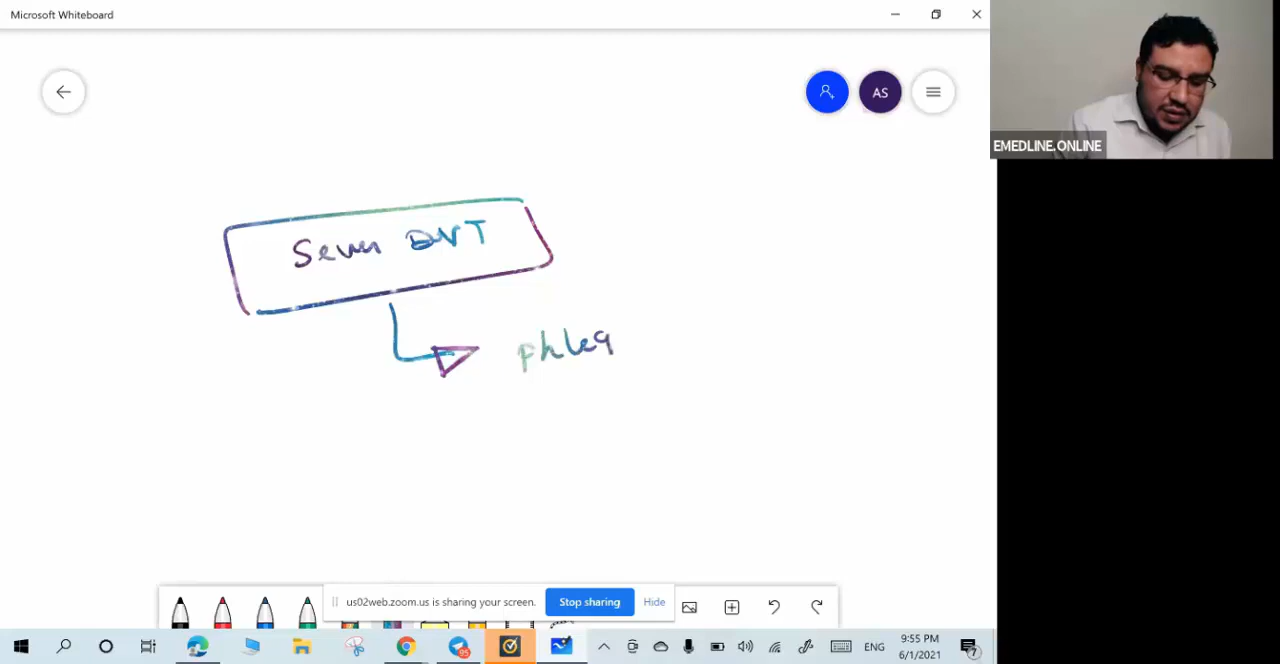 Microsoft Whiteboard
AS
EMEDLINE.ONLINE
Sever DVT
phleg
us02web.zoom.us is sharing your screen. Stop sharing Hide
ENG
9:55 PM
6/1/2021